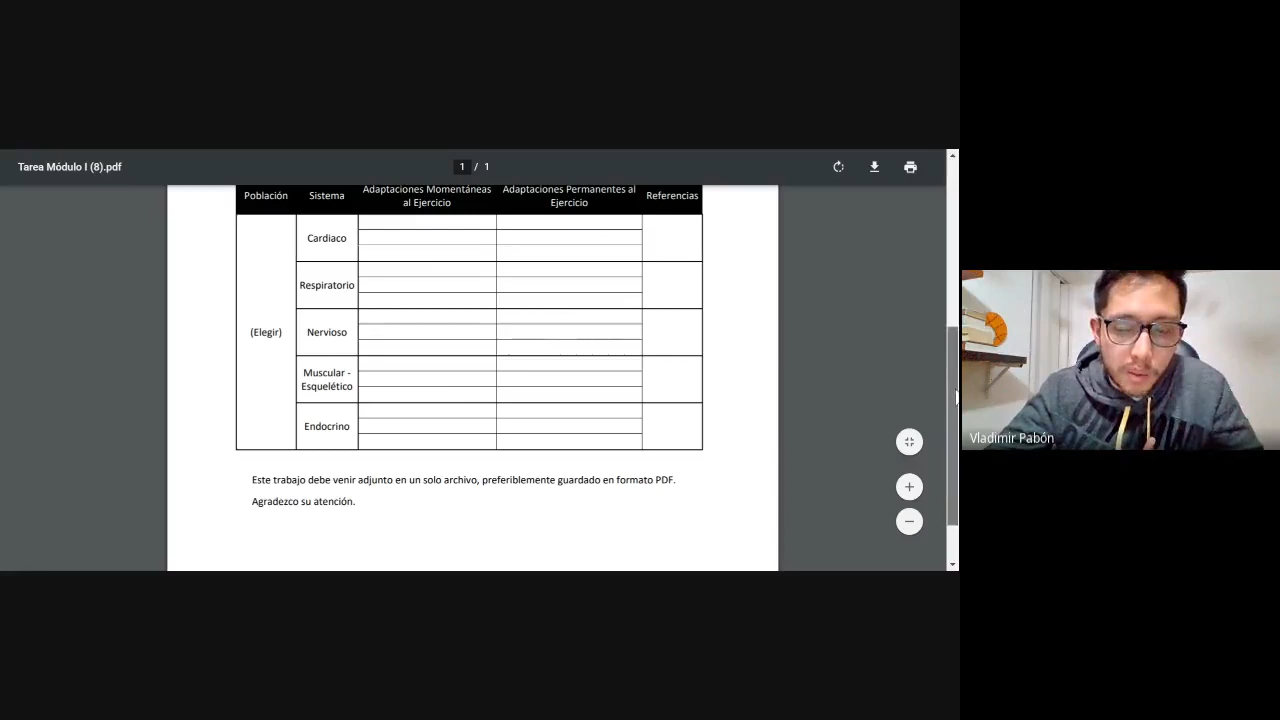 Tarea Módulo I (8).pdf
1 / 1
Población Sistema Adaptaciones Momentáneas al Ejercicio Adaptaciones Permanentes al Ejercicio Referencias
Cardiaco
Respiratorio
(Elegir) Nervioso
Muscular -
Esquelético
Endocrino
Este trabajo debe venir adjunto en un solo archivo, preferiblemente guardado en formato PDF.
Agradezco su atención.
Vladimir Pabón